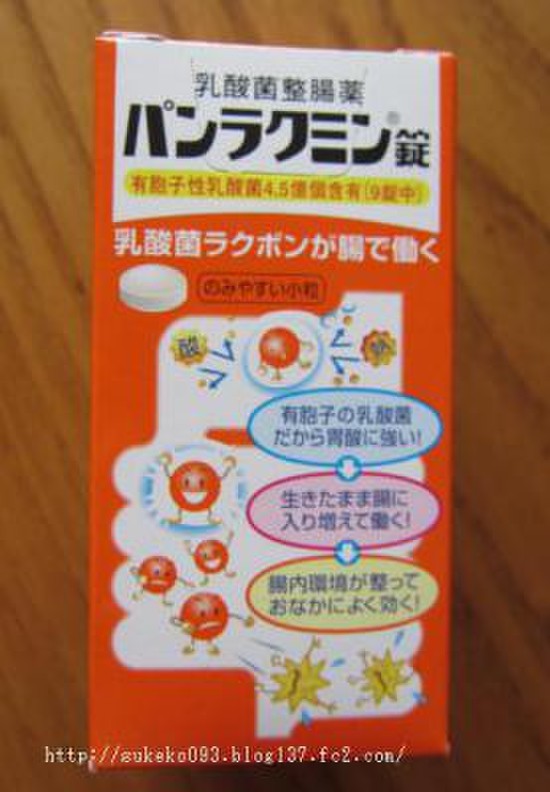 乳酸菌整腸薬
パンラクミン®錠
有胞子性乳酸菌4.5億個含有(9錠中)
乳酸菌ラクボンが腸で働く
のみやすい小粒
酸
有胞子の乳酸菌
だから胃酸に強い!
生きたまま腸に
入り増えて働く!
腸内環境が整って
おなかによく効く!
http://sukeko093.blog137.fc2.com/